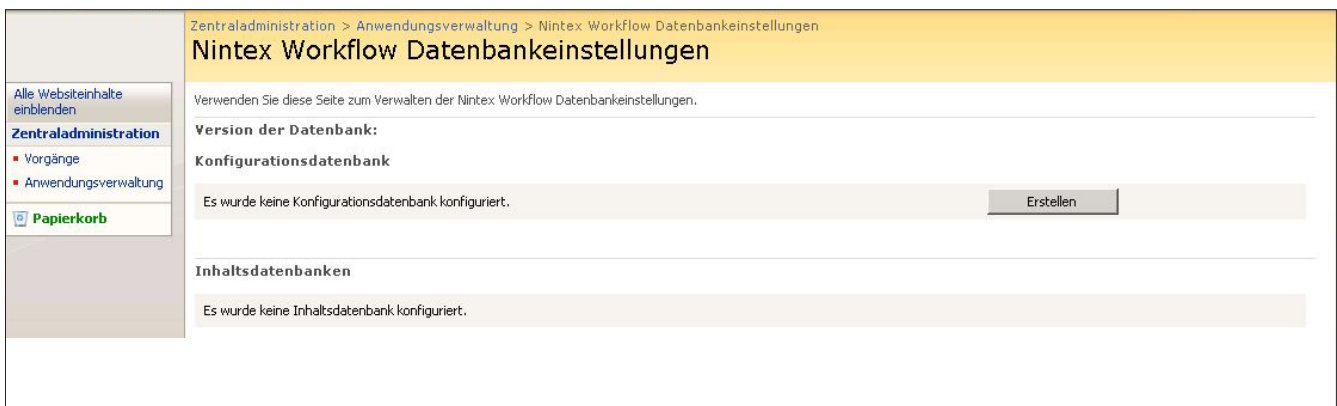 Zentraladministration > Anwendungsverwaltung > Nintex Workflow Datenbankeinstellungen
Nintex Workflow Datenbankeinstellungen
Alle Websiteinhalte
einblenden
Zentraladministration
Vorgänge
Anwendungsverwaltung
Papierkorb
Verwenden Sie diese Seite zum Verwalten der Nintex Workflow Datenbankeinstellungen.
Version der Datenbank:
Konfigurationsdatenbank
Es wurde keine Konfigurationsdatenbank konfiguriert.
Erstellen
Inhaltsdatenbanken
Es wurde keine Inhaltsdatenbank konfiguriert.